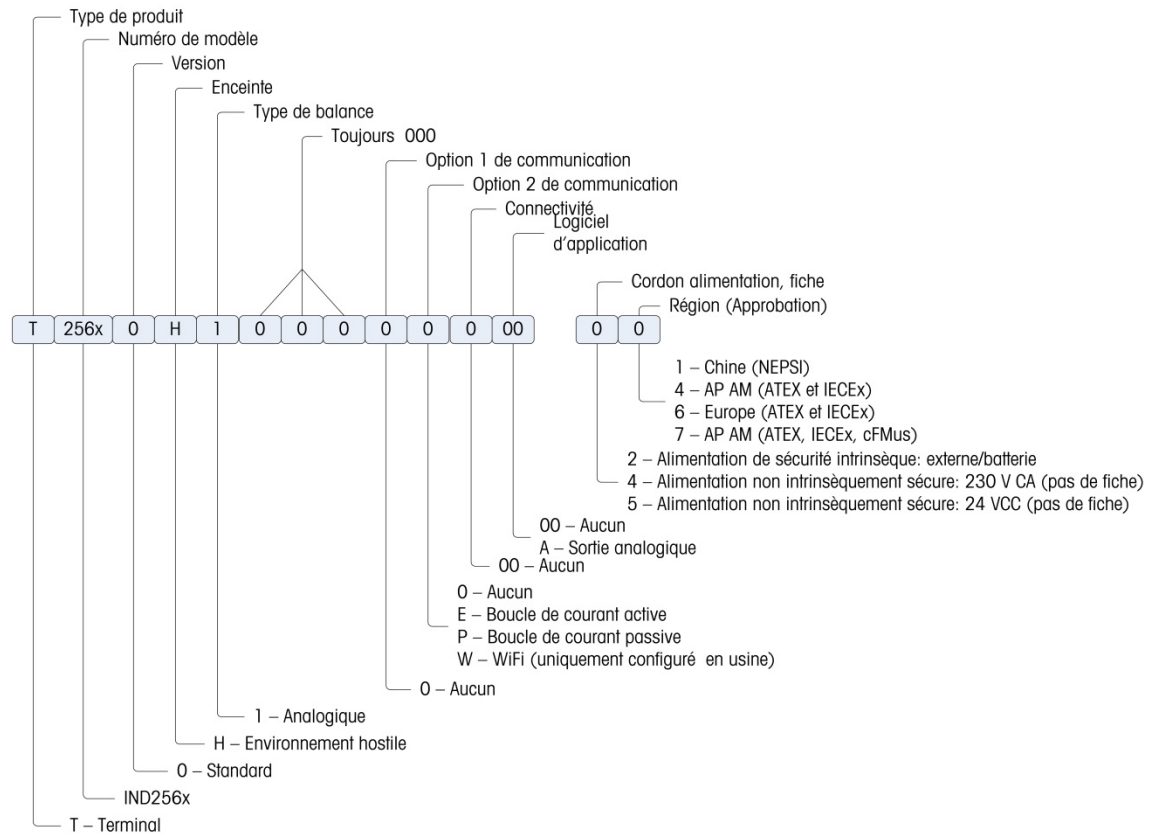 Type de produit
Numéro de modèle
Version
Enceinte
Type de balance
Toujours 000
Option 1 de communication
Option 2 de communication
Connectivité
Logiciel
d'application
Cordon alimentation, fiche
Région (Approbation)
T 256x 0 H 1 0 0 0 0 0 0 00 0 0
1 – Chine (NEPSI)
4 – AP AM (ATEX et IECEx)
6 – Europe (ATEX et IECEx)
7 – AP AM (ATEX, IECEx, cFMus)
2 – Alimentation de sécurité intrinsèque: externe/batterie
4 – Alimentation non intrinsèquement sécure: 230 V CA (pas de fiche)
5 – Alimentation non intrinsèquement sécure: 24 VCC (pas de fiche)
00 – Aucun
A – Sortie analogique
00 – Aucun
0 – Aucun
E – Boucle de courant active
P – Boucle de courant passive
W – WiFi (uniquement configuré en usine)
0 – Aucun
1 – Analogique
H – Environnement hostile
0 – Standard
IND256x
T – Terminal